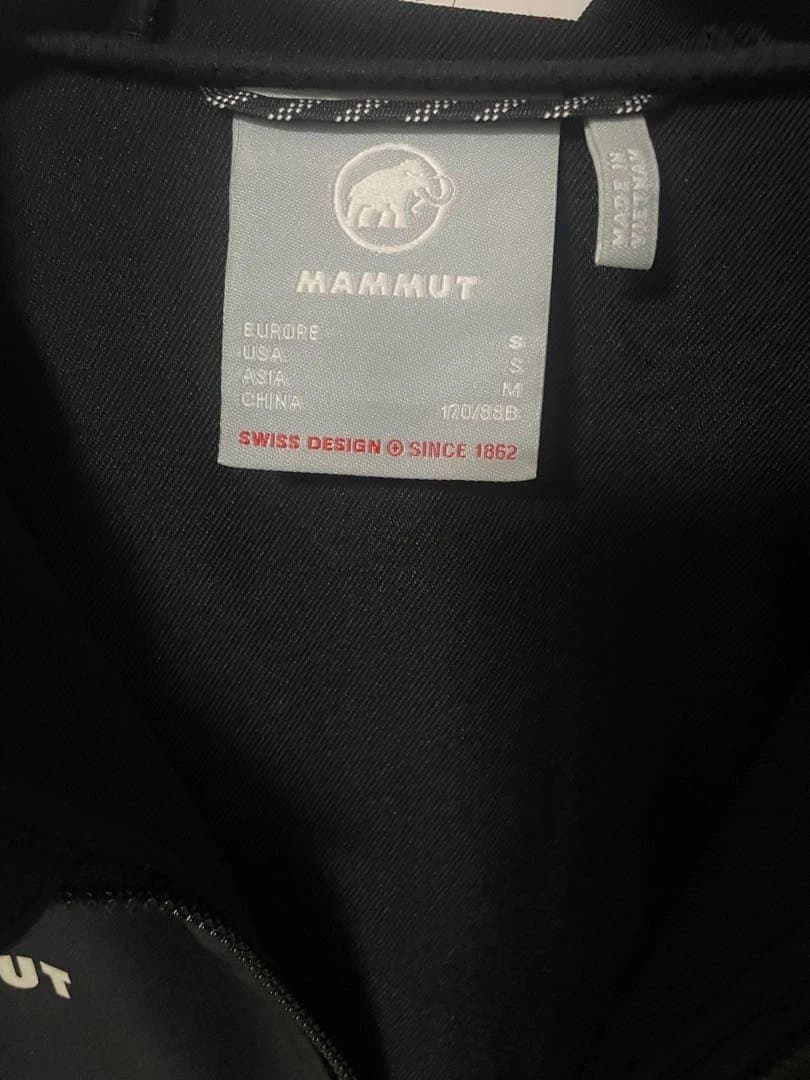 MAMMUT
EUROPE S
USA S
ASIA M
CHINA 170/88B
SWISS DESIGN SINCE 1862
MADE IN
VIETNAM
UT